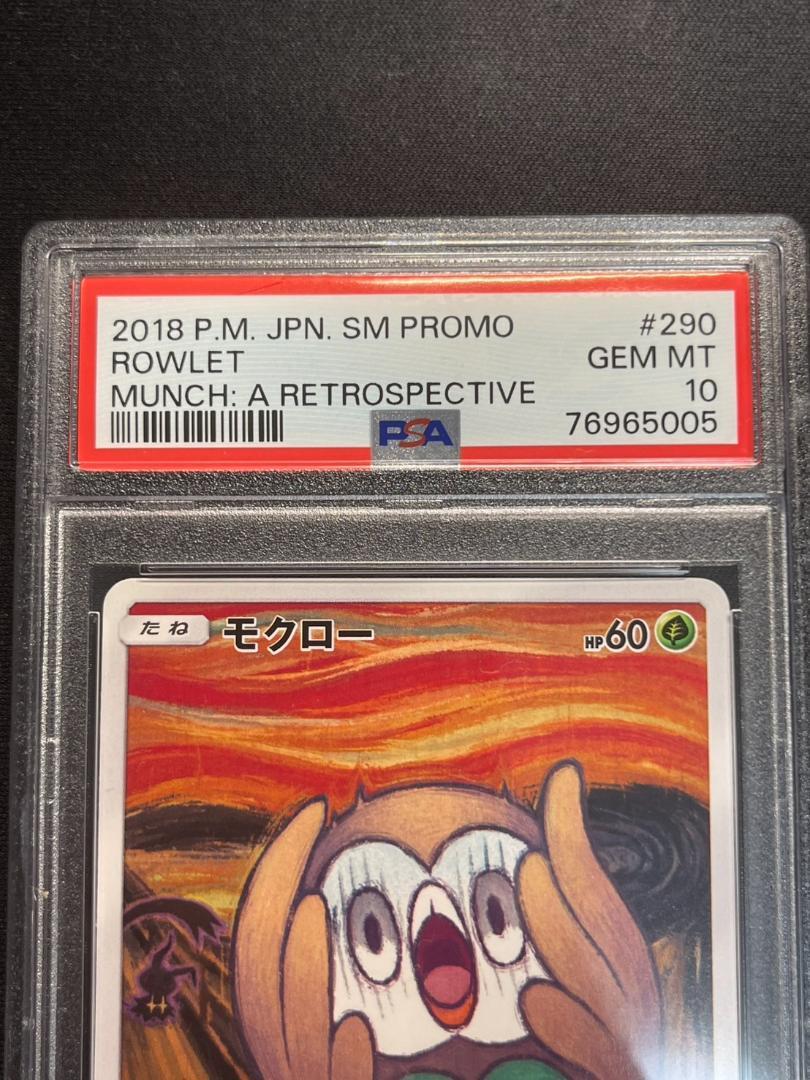 2018 P.M. JPN. SM PROMO #290
ROWLET GEM MT
MUNCH: A RETROSPECTIVE 10
PSA 76965005
たね モクロー HP60